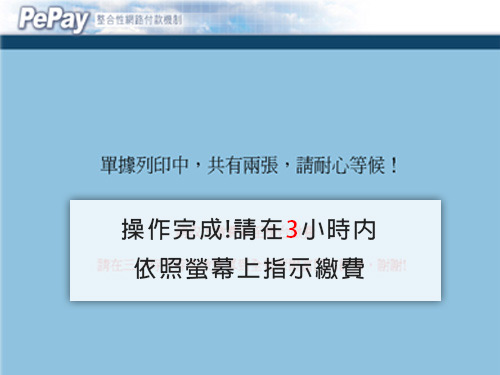 PePay 整合性網路付款機制
單據列印中，共有兩張，請耐心等候！
操作完成!請在3小時內
依照螢幕上指示繳費
請在三
，謝謝!